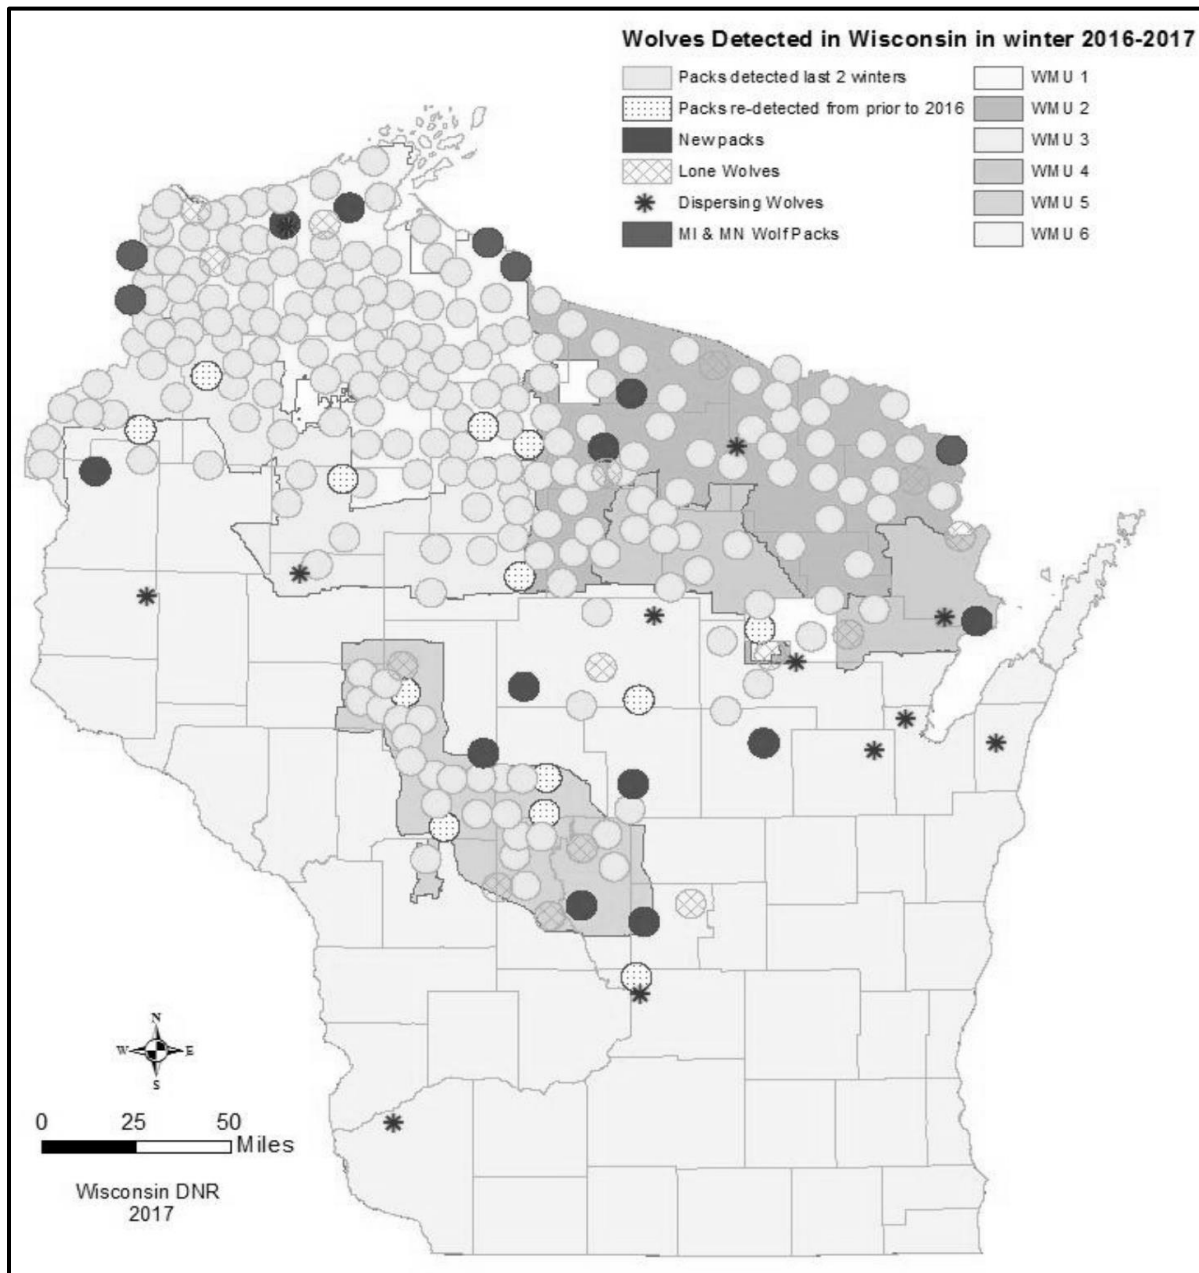 Wolves Detected in Wisconsin in winter 2016-2017
Packs detected last 2 winters
Packs re-detected from prior to 2016
New packs
Lone Wolves
Dispersing Wolves
MI & MN Wolf Packs
WMU 1
WMU 2
WMU 3
WMU 4
WMU 5
WMU 6
N
W E
S
0 25 50
Miles
Wisconsin DNR
2017